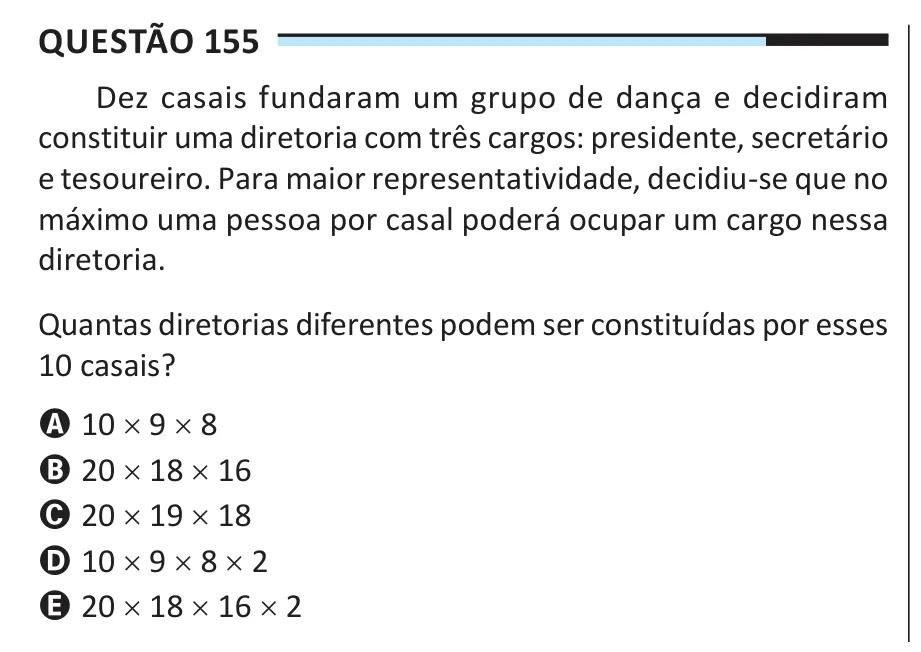 QUESTÃO 155
Dez casais fundaram um grupo de dança e decidiram
constituir uma diretoria com três cargos: presidente, secretário
e tesoureiro. Para maior representatividade, decidiu-se que no
máximo uma pessoa por casal poderá ocupar um cargo nessa
diretoria.
Quantas diretorias diferentes podem ser constituídas por esses
10 casais?
A 10 × 9 × 8
B 20 × 18 × 16
C 20 × 19 × 18
D 10 × 9 × 8 × 2
E 20 × 18 × 16 × 2